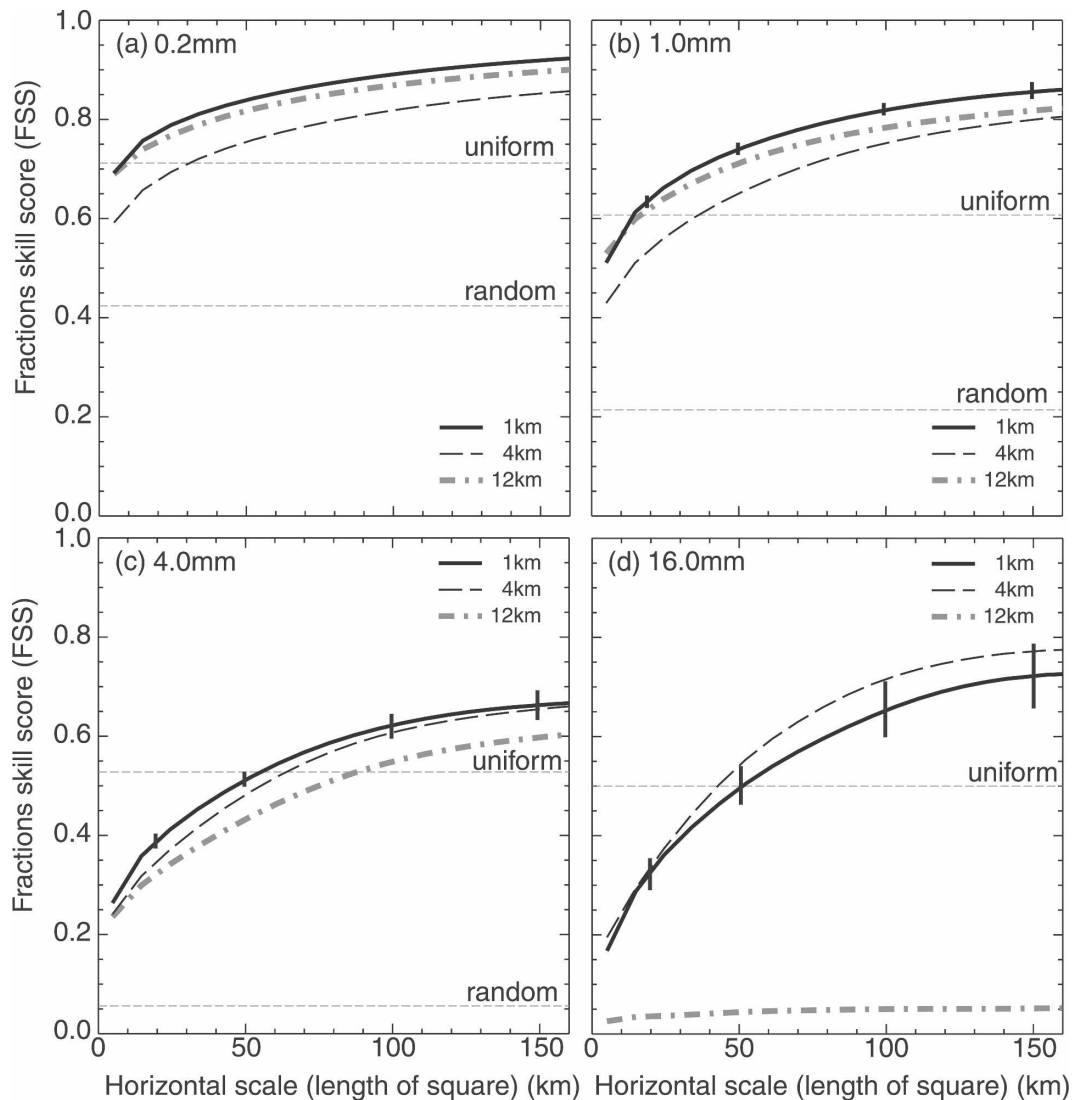 Fractions skill score (FSS)
1.0
0.8
0.6
0.4
0.2
0.0
(a) 0.2mm
uniform
random
1km
4km
12km
(b) 1.0mm
uniform
random
1km
4km
12km
Fractions skill score (FSS)
1.0
0.8
0.6
0.4
0.2
0.0
(c) 4.0mm
1km
4km
12km
uniform
random
0 50 100 150
Horizontal scale (length of square) (km)
(d) 16.0mm
1km
4km
12km
uniform
0 50 100 150
Horizontal scale (length of square) (km)